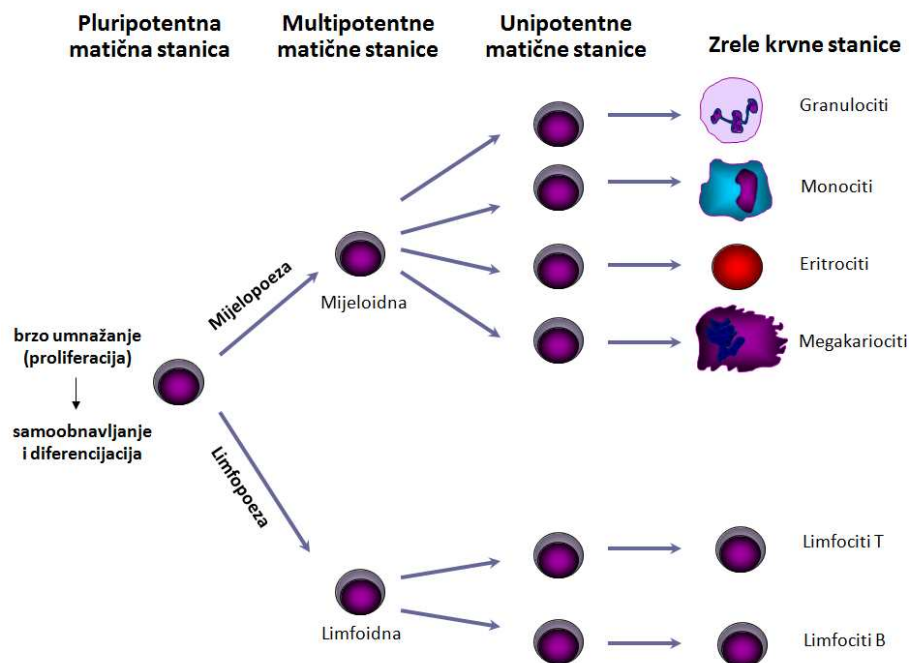 Pluripotentna
matična stanica
Multipotentne
matične stanice
Unipotentne
matične stanice
Zrele krvne stanice
Granulociti
Monociti
Eritrociti
Megakariociti
Mijelopoeza
Mijeloidna
brzo umnažanje
(proliferacija)
samoobnavljanje
i diferencijacija
Limfopoeza
Limfoidna
Limfociti T
Limfociti B